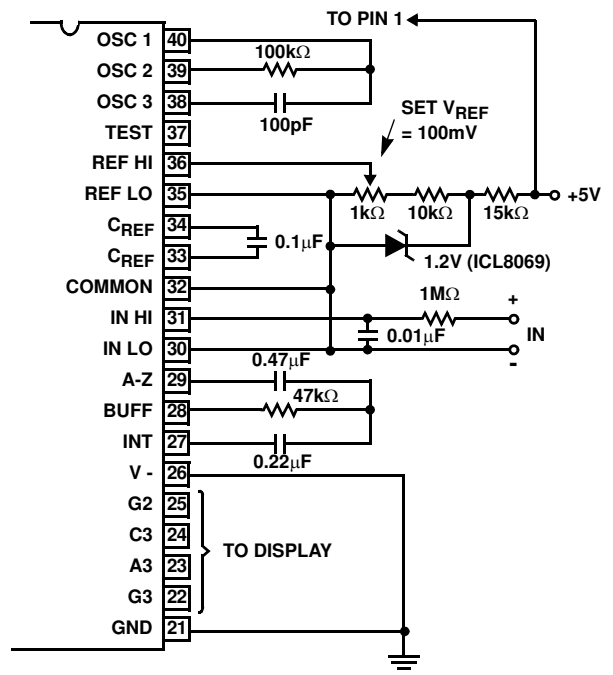 TO PIN 1
OSC 1 40
100kΩ
OSC 2 39
OSC 3 38
100pF
SET VREF
= 100mV
TEST 37
REF HI 36
REF LO 35
1kΩ 10kΩ 15kΩ
+5V
CREF 34
0.1μF
CREF 33
1.2V (ICL8069)
COMMON 32
1MΩ
IN HI 31
+
0.01μF
IN
IN LO 30
-
0.47μF
A-Z 29
47kΩ
BUFF 28
INT 27
0.22μF
V - 26
G2 25
C3 24
TO DISPLAY
A3 23
G3 22
GND 21